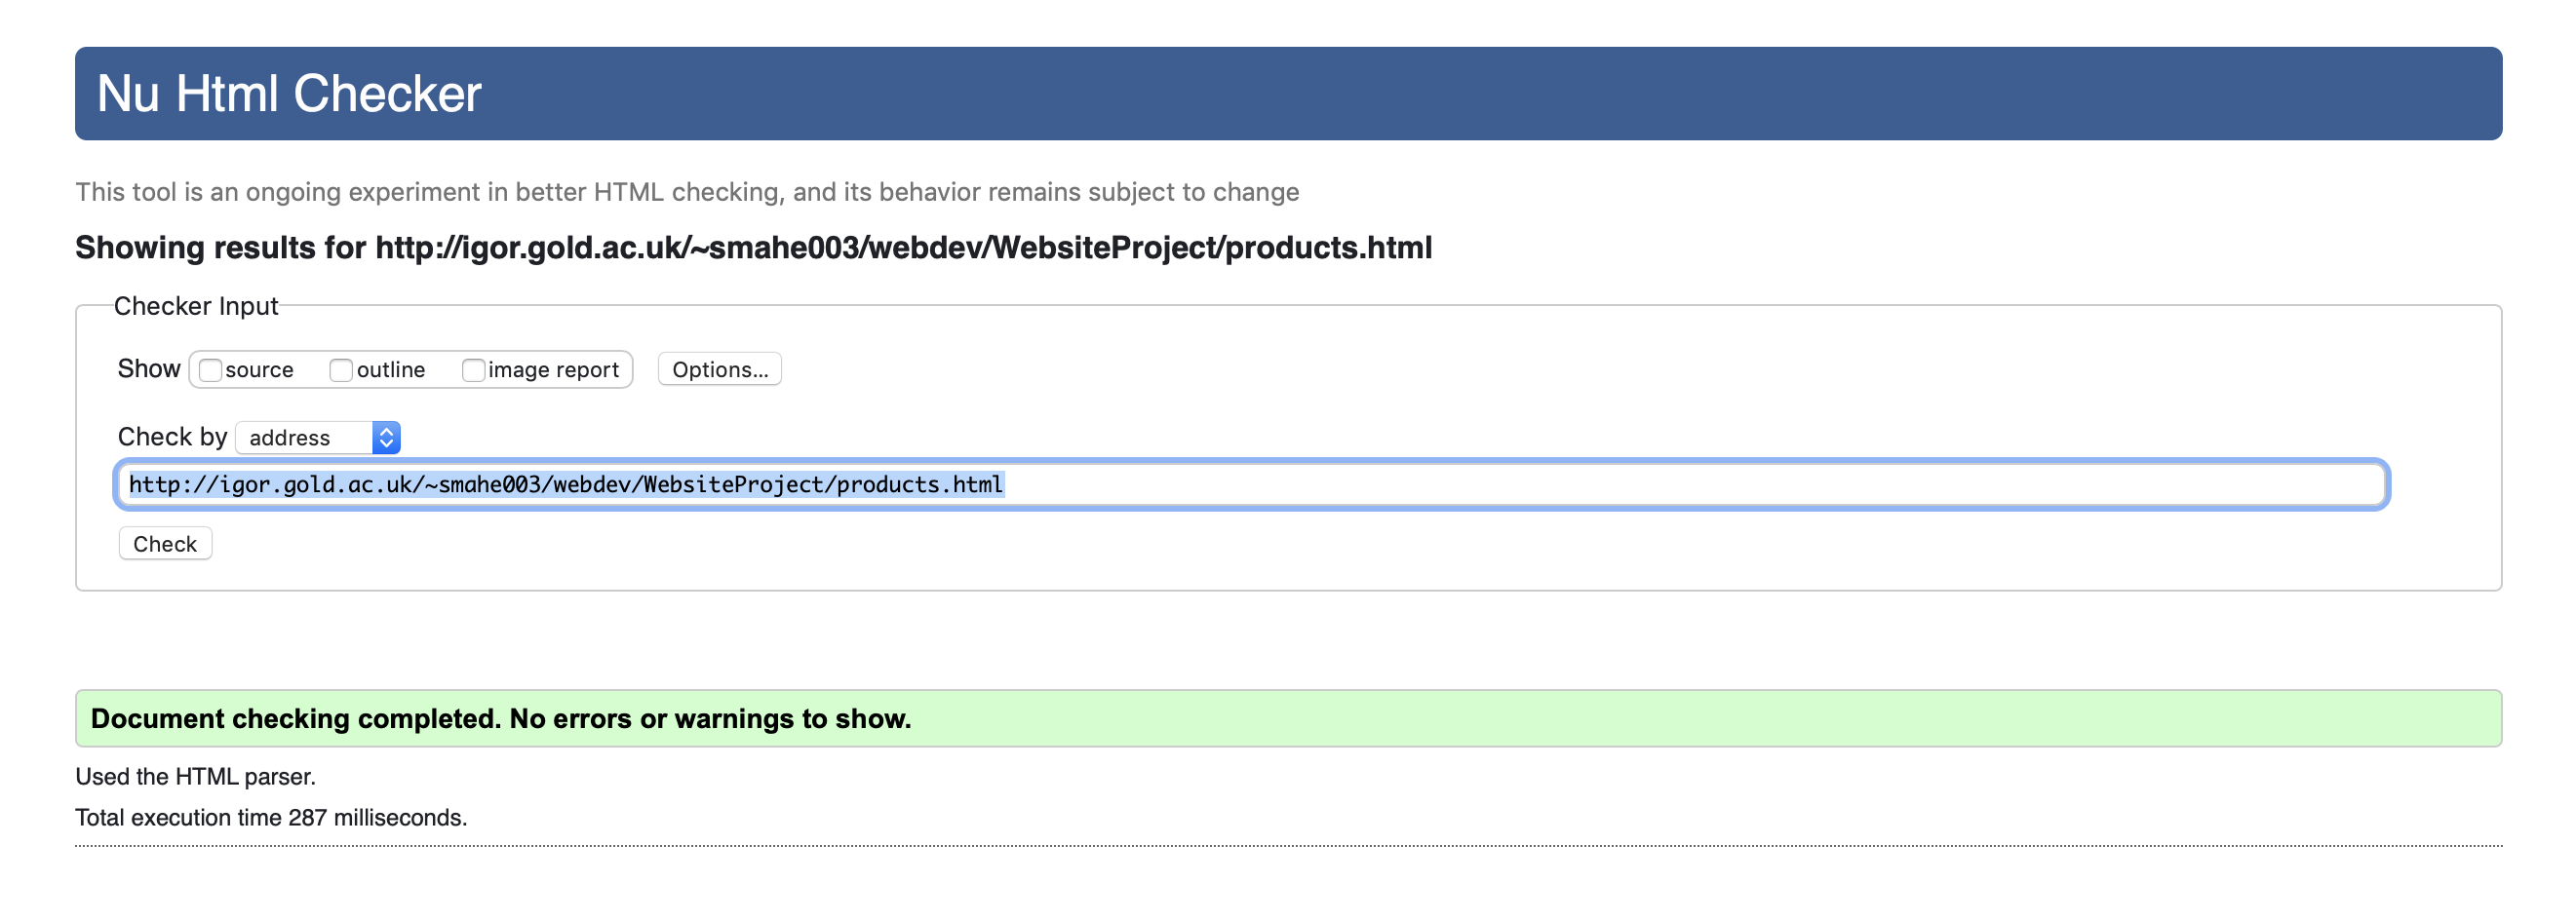 Nu Html Checker
This tool is an ongoing experiment in better HTML checking, and its behavior remains subject to change
Showing results for http://igor.gold.ac.uk/~smahe003/webdev/WebsiteProject/products.html
Checker Input
Show source outline image report Options...
Check by address
http://igor.gold.ac.uk/~smahe003/webdev/WebsiteProject/products.html
Check
Document checking completed. No errors or warnings to show.
Used the HTML parser.
Total execution time 287 milliseconds.